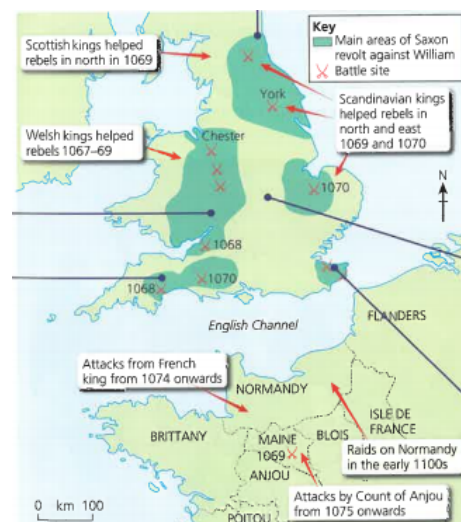 Scottish kings helped
rebels in north in 1069
Key
Main areas of Saxon
revolt against William
Battle site
York
Scandinavian kings
helped rebels in
north and east
1069 and 1070
Welsh kings helped
rebels 1067–69
Chester
1070
N
1068
1068
1070
English Channel
FLANDERS
Attacks from French
king from 1074 onwards
NORMANDY
ISLE DE
FRANCE
BRITTANY
MAINE
1069
BLOIS
Raids on Normandy
in the early 1100s
ANJOU
Attacks by Count of Anjou
from 1075 onwards
POITOU
0 km 100